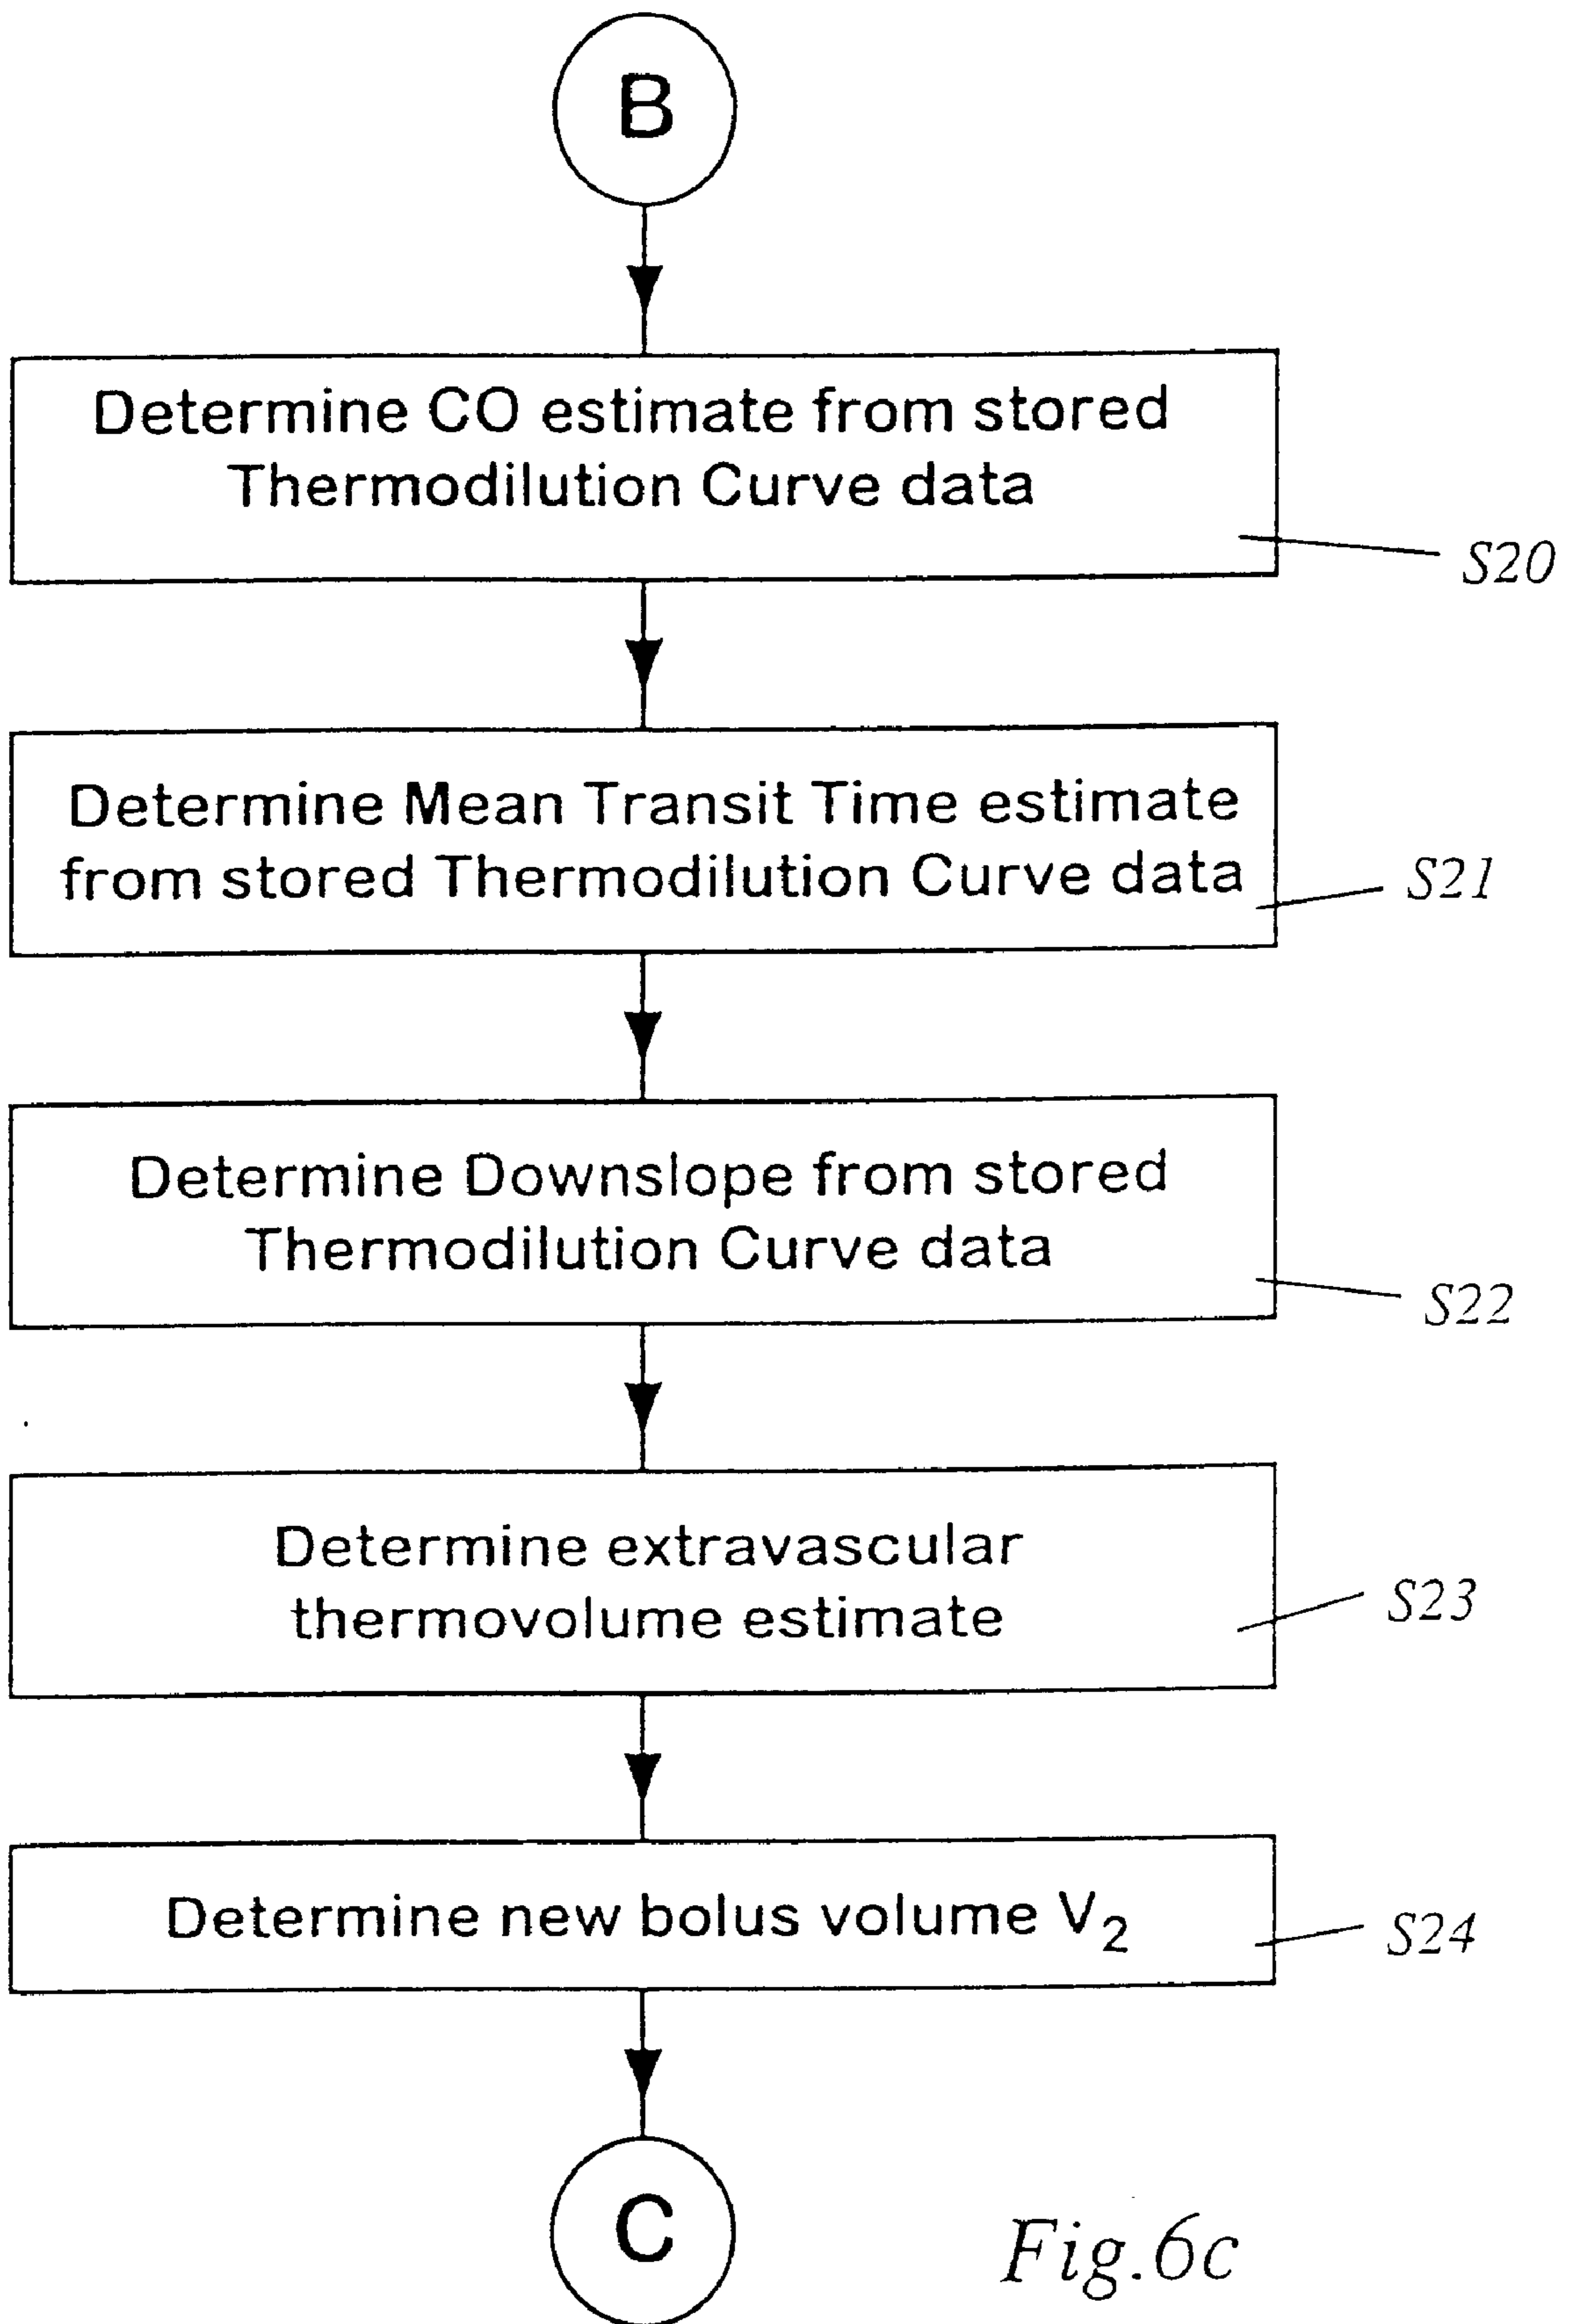 B
Determine CO estimate from stored
Thermodilution Curve data
S20
Determine Mean Transit Time estimate
from stored Thermodilution Curve data
S21
Determine Downslope from stored
Thermodilution Curve data
S22
Determine extravascular
thermovolume estimate
S23
Determine new bolus volume V₂
S24
C
Fig.6c